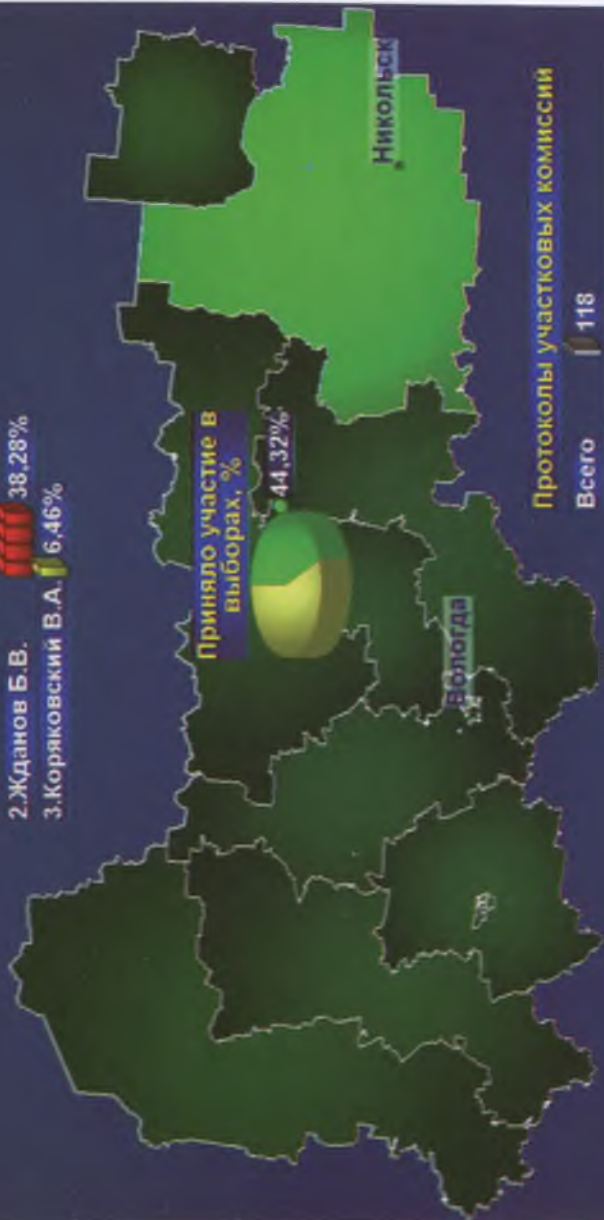 2.Жданов Б.В. 38,28%
3.Коряковский В.А. 6,46%
Приняло участие в
выборах, %
44,32%
Никольск
Вологда
Протоколы участковых комиссий
Всего 118